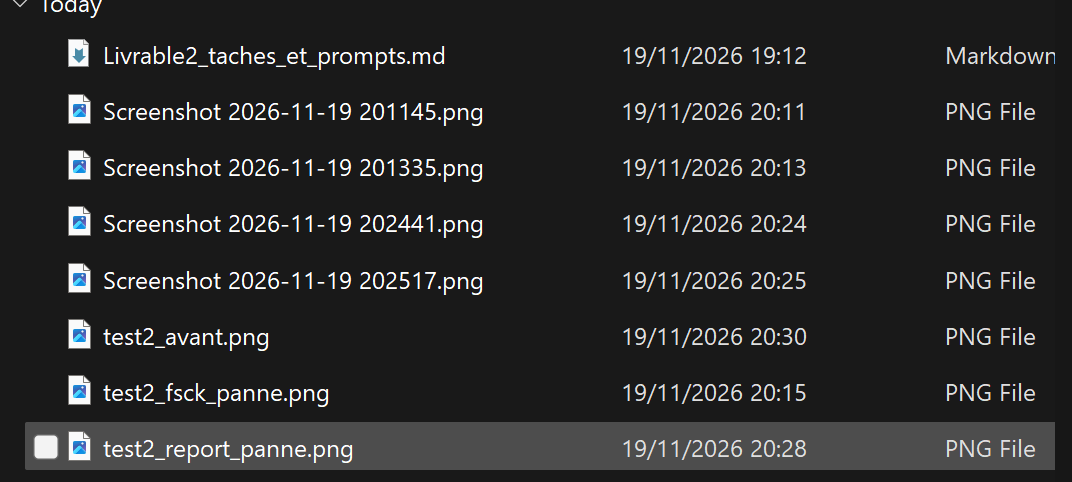 Today
Livrable2_taches_et_prompts.md 19/11/2026 19:12 Markdown
Screenshot 2026-11-19 201145.png 19/11/2026 20:11 PNG File
Screenshot 2026-11-19 201335.png 19/11/2026 20:13 PNG File
Screenshot 2026-11-19 202441.png 19/11/2026 20:24 PNG File
Screenshot 2026-11-19 202517.png 19/11/2026 20:25 PNG File
test2_avant.png 19/11/2026 20:30 PNG File
test2_fsck_panne.png 19/11/2026 20:15 PNG File
test2_report_panne.png 19/11/2026 20:28 PNG File